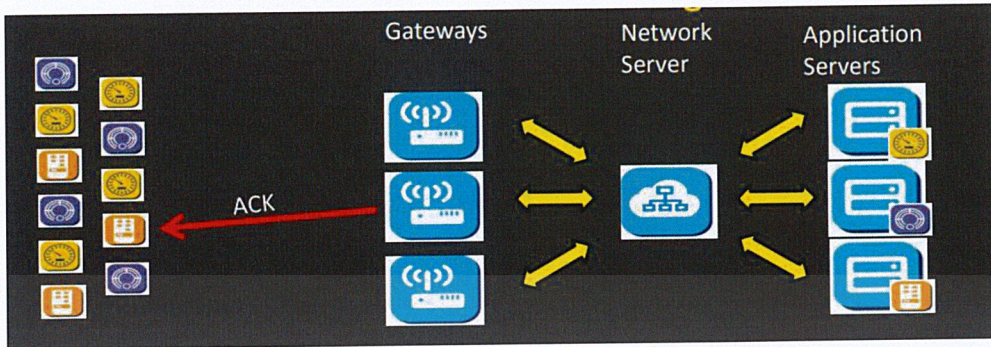 Gateways
Network
Server
Application
Servers
ACK